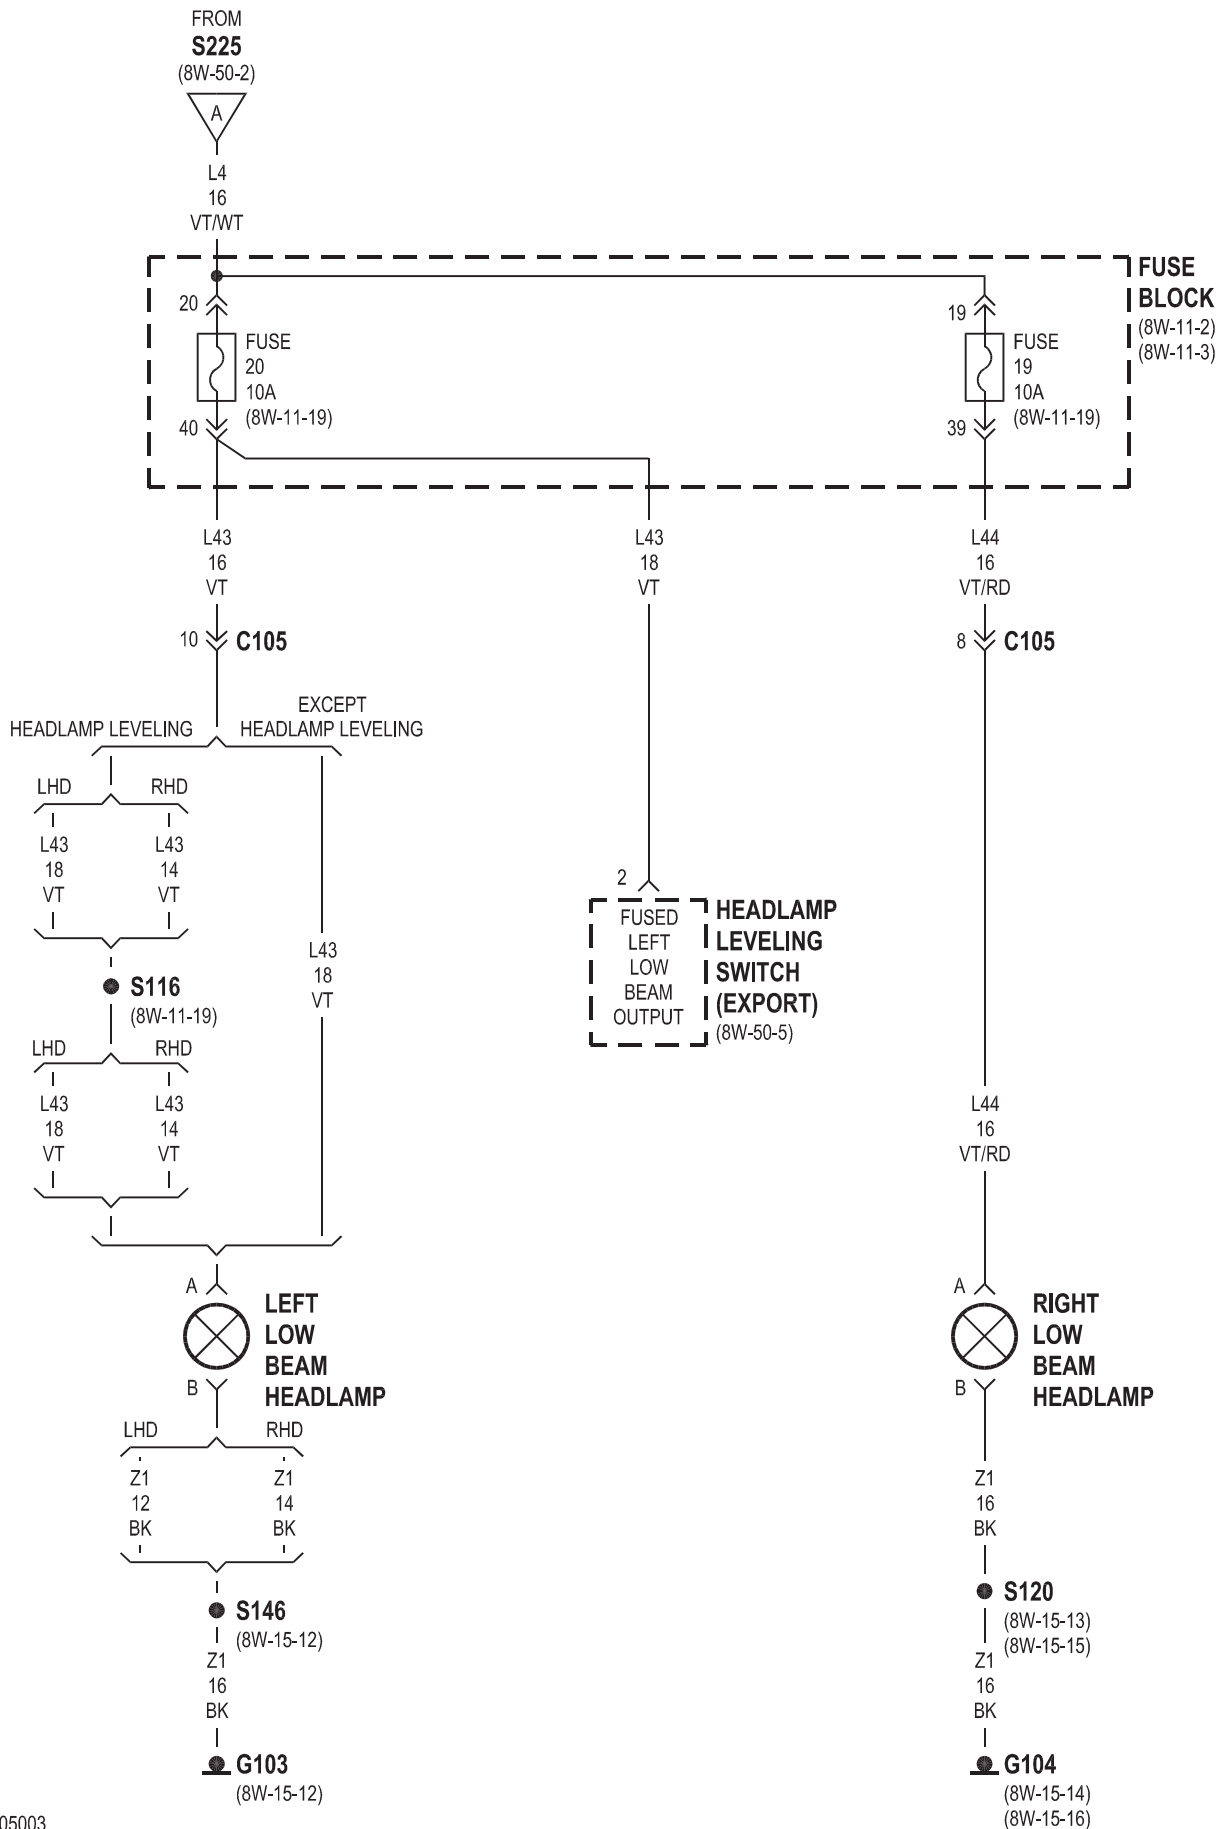 FROM
S225
(8W-50-2)
A
L4
16
VT/WT
FUSE
BLOCK
(8W-11-2)
(8W-11-3)
20
FUSE
20
10A
(8W-11-19)
40
19
FUSE
19
10A
(8W-11-19)
39
L43
16
VT
L43
18
VT
L44
16
VT/RD
10
C105
8
C105
HEADLAMP LEVELING
EXCEPT
HEADLAMP LEVELING
LHD
RHD
L43
18
VT
L43
14
VT
S116
(8W-11-19)
LHD
RHD
L43
18
VT
L43
14
VT
L43
18
VT
2
FUSED
LEFT
LOW
BEAM
OUTPUT
HEADLAMP
LEVELING
SWITCH
(EXPORT)
(8W-50-5)
L44
16
VT/RD
A
LEFT
LOW
BEAM
HEADLAMP
B
A
RIGHT
LOW
BEAM
HEADLAMP
B
LHD
RHD
Z1
12
BK
Z1
14
BK
Z1
16
BK
S146
(8W-15-12)
S120
(8W-15-13)
(8W-15-15)
Z1
16
BK
Z1
16
BK
G103
(8W-15-12)
G104
(8W-15-14)
(8W-15-16)
05003